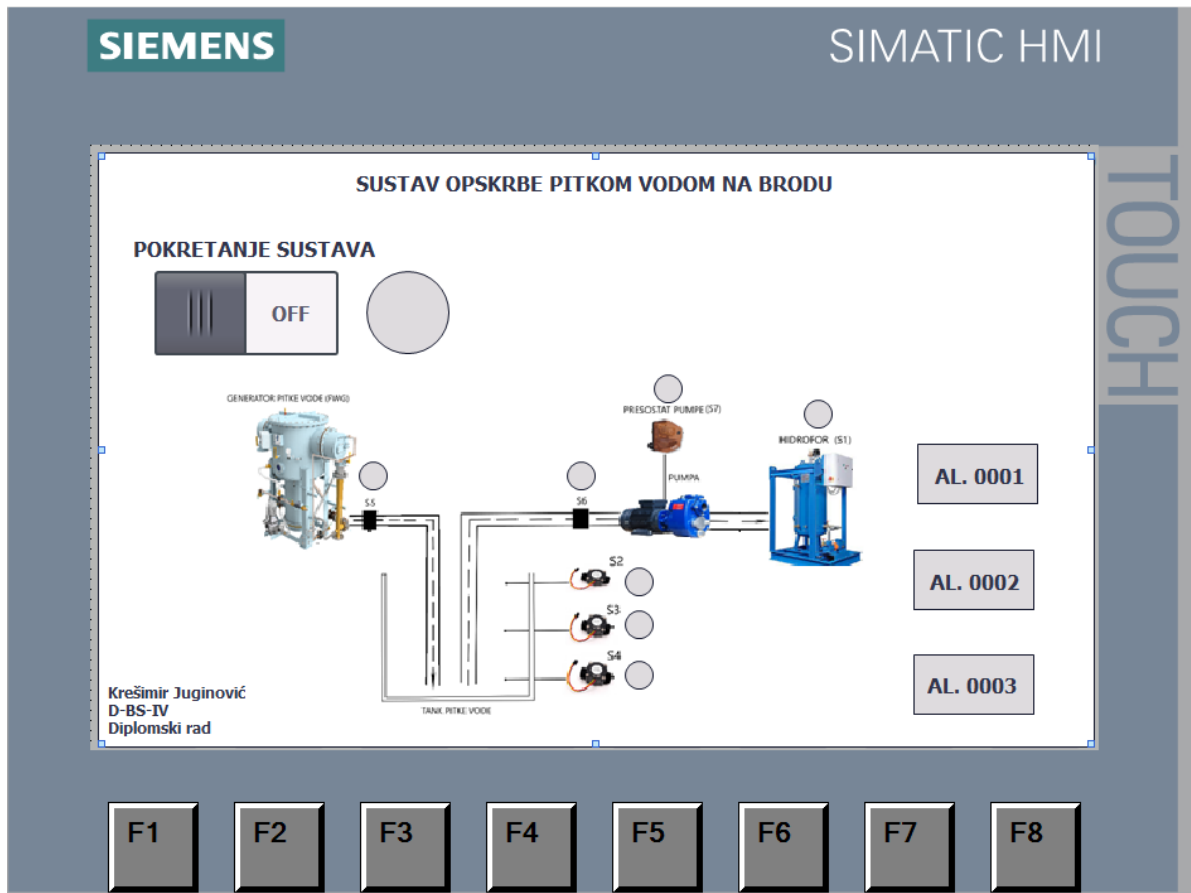 SIEMENS
SIMATIC HMI
TOUCH
SUSTAV OPSKRBE PITKOM VODOM NA BRODU
POKRETANJE SUSTAVA
OFF
GENERATOR PITKE VODE (FWG)
PRESOSTAT PUMPE (S7)
HIDROFOR (S1)
PUMPA
S5
S6
AL. 0001
S2
AL. 0002
S3
S4
AL. 0003
TANK PITKE VODE
Krešimir Juginović
D-BS-IV
Diplomski rad
F1
F2
F3
F4
F5
F6
F7
F8